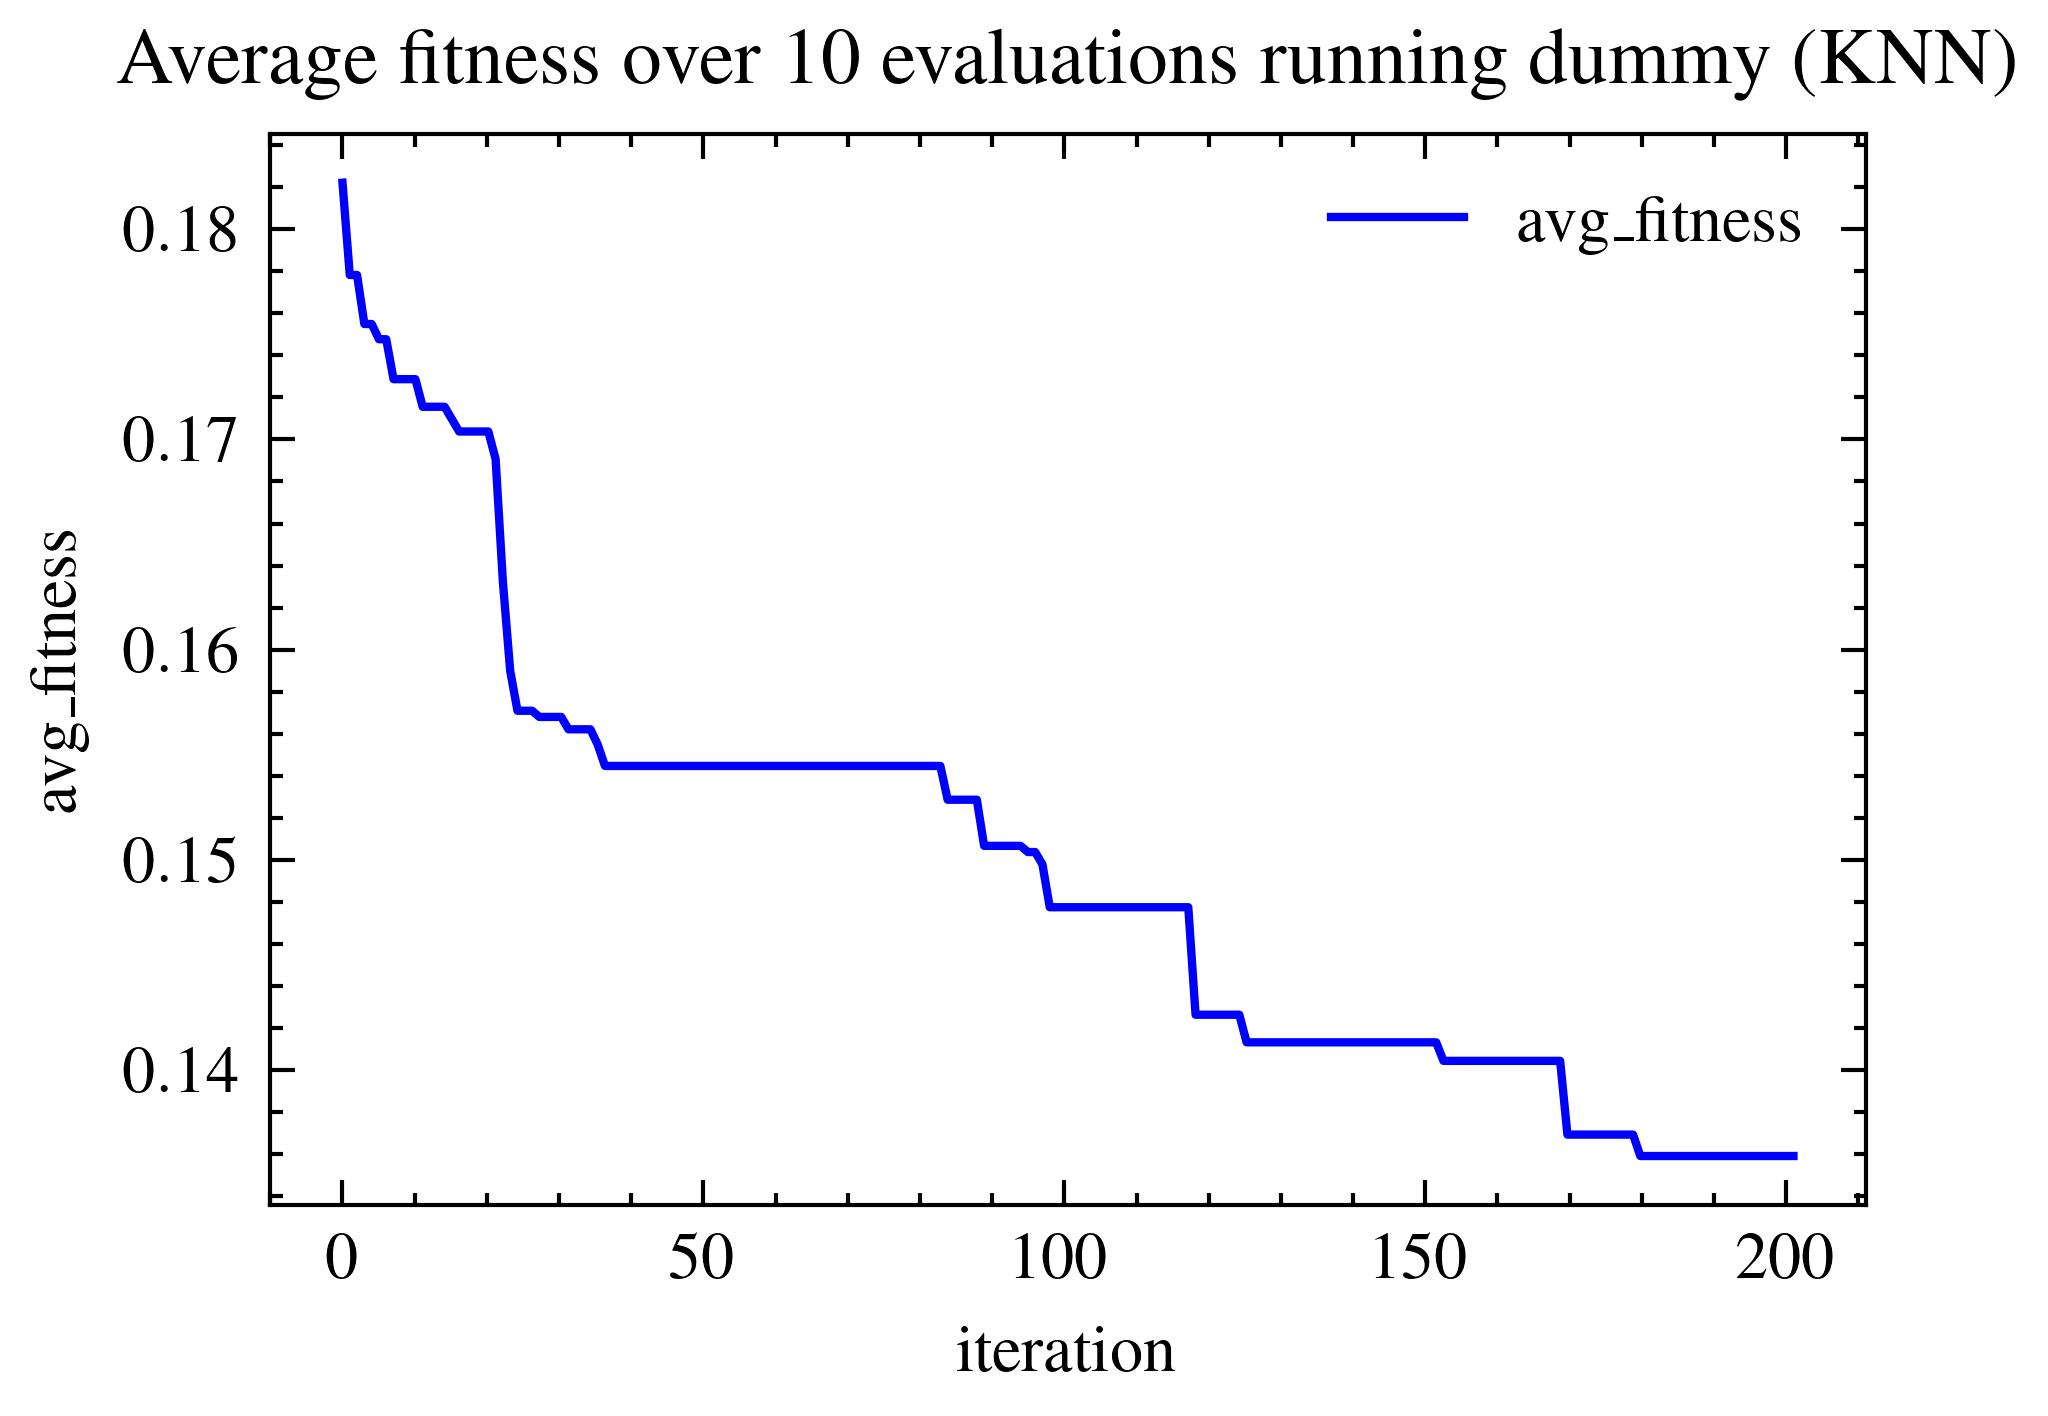 Average fitness over 10 evaluations running dummy (KNN)
avg_fitness
0.18
0.17
0.16
0.15
0.14
avg_fitness
0 50 100 150 200
iteration